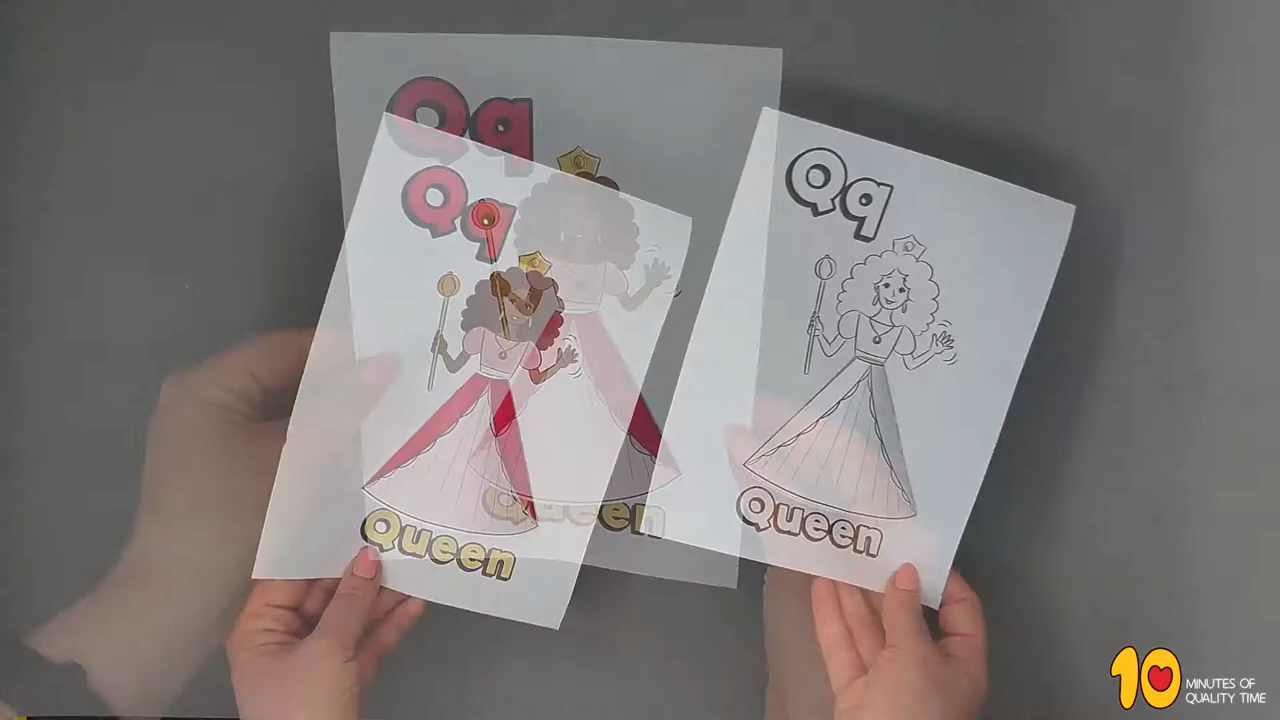 Qq
Qq
Queen
Queen
Qq
Queen
10 MINUTES OF
QUALITY TIME